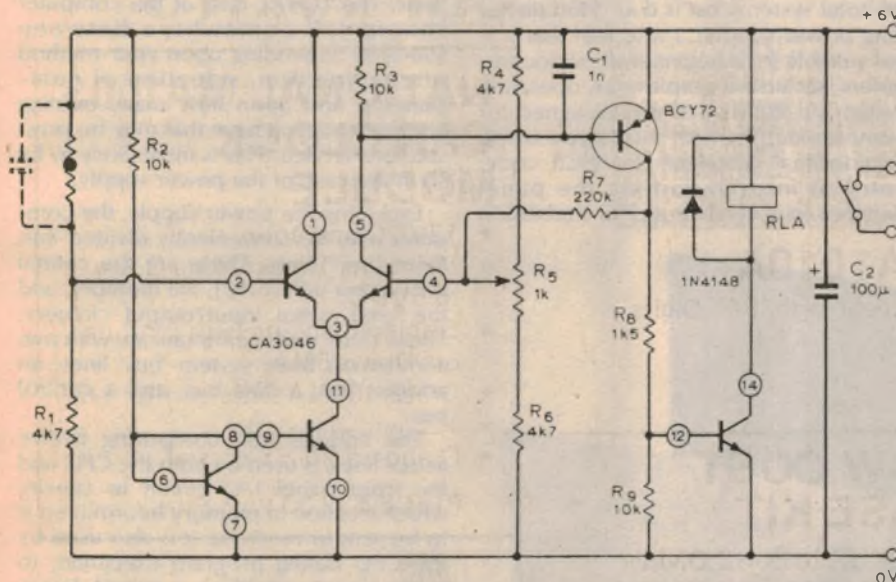 + 6V
R2
10k
R3
10k
R4
4k7
C1
1n
BCY72
R7
220k
RLA
1N4148
C2
+
100μ
1
5
2
4
R5
1k
3
CA3046
R8
1k5
11
14
R1
4k7
8
9
R6
4k7
12
6
10
R9
10k
7
0V